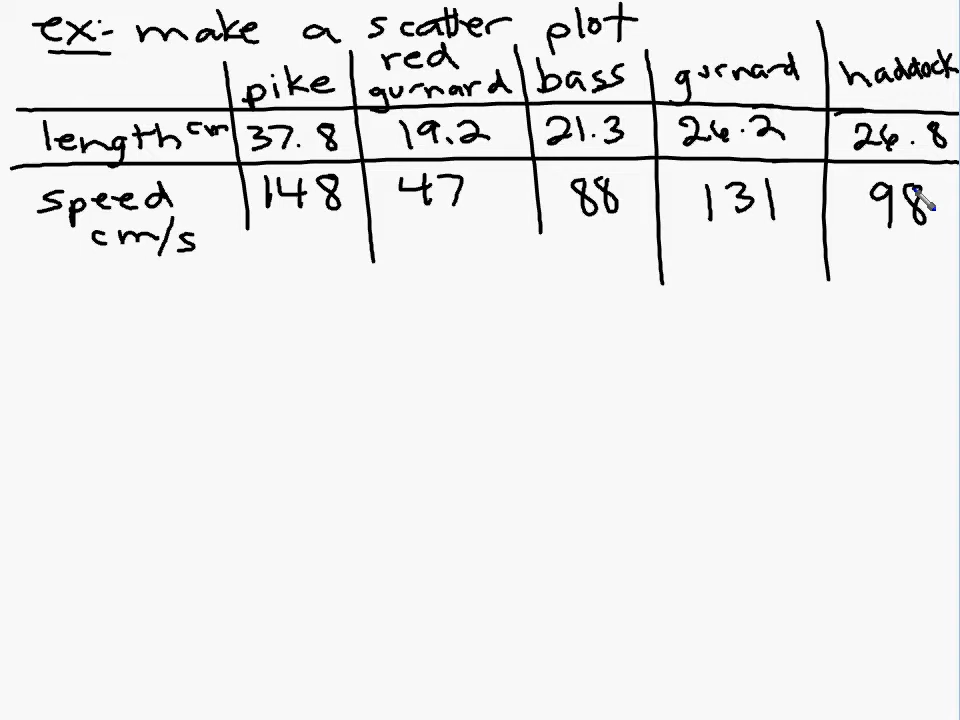 ex:- make a scatter plot
pike red gurnard bass gurnard haddock
length cm 37.8 19.2 21.3 26.2 26.8
speed cm/s 148 47 88 131 98